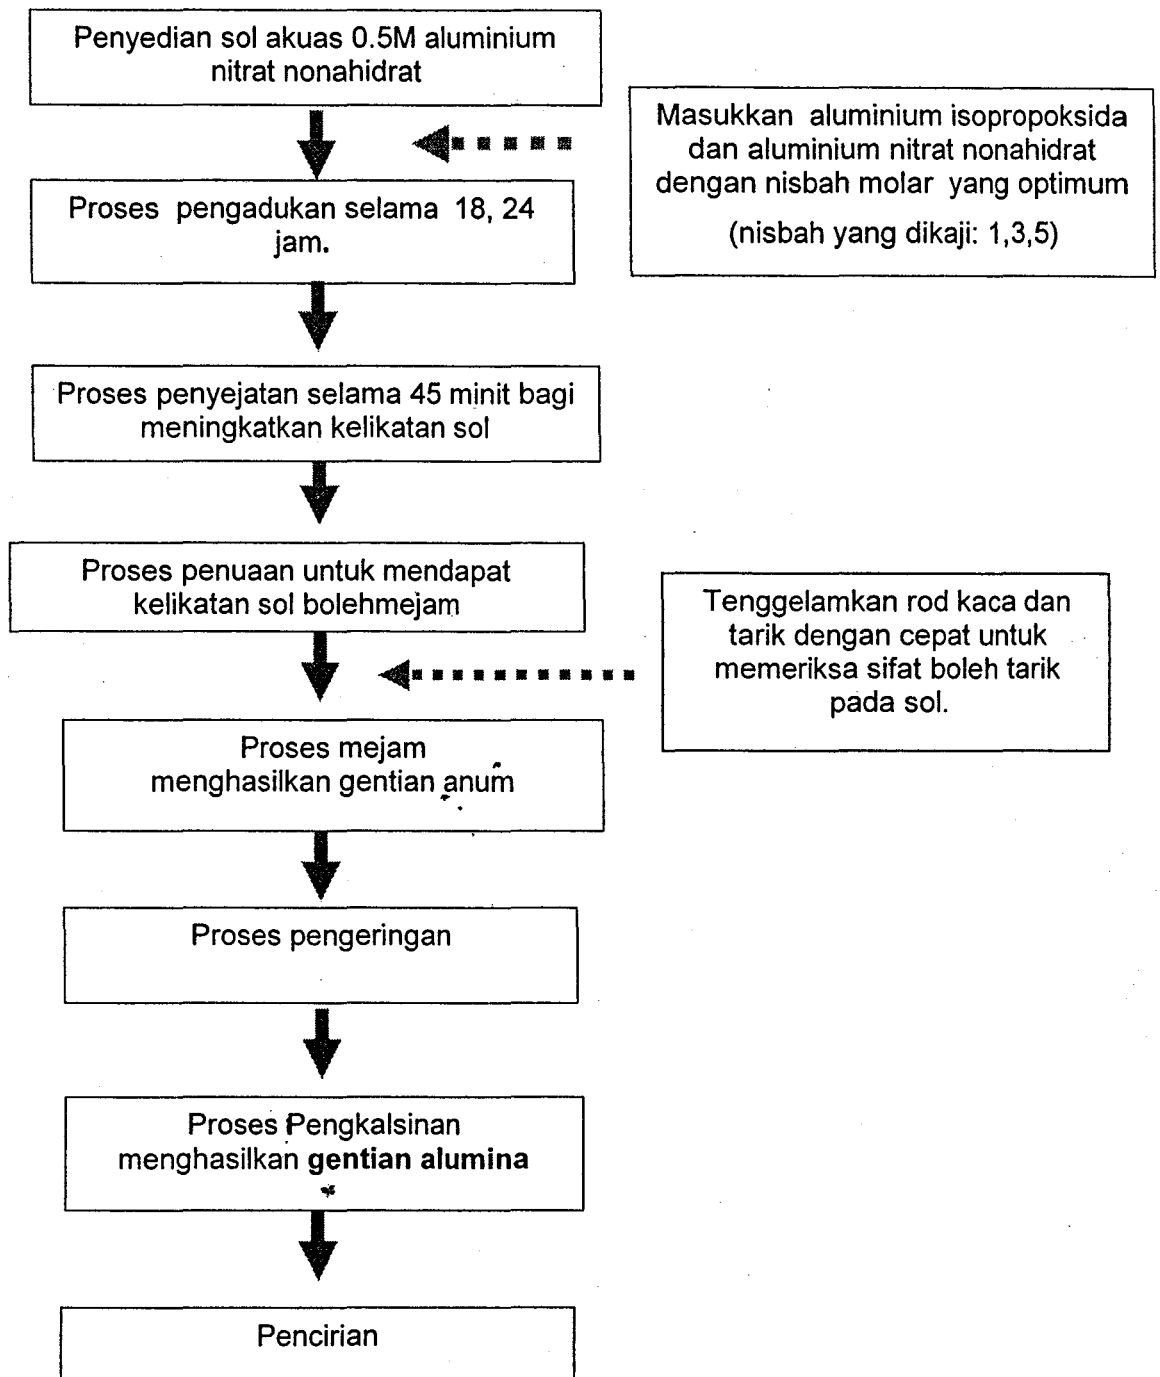 Penyedian sol akuas 0.5M aluminium
nitrat nonahidrat
Masukkan aluminium isopropoksida
dan aluminium nitrat nonahidrat
dengan nisbah molar yang optimum
(nisbah yang dikaji: 1,3,5)
Proses pengadukan selama 18, 24
jam.
Proses penyejatan selama 45 minit bagi
meningkatkan kelikatan sol
Proses penuaan untuk mendapat
kelikatan sol bolehmejam
Tenggelamkan rod kaca dan
tarik dengan cepat untuk
memeriksa sifat boleh tarik
pada sol.
Proses mejam
menghasilkan gentian anum
Proses pengeringan
Proses Pengkalsinan
menghasilkan gentian alumina
Pencirian